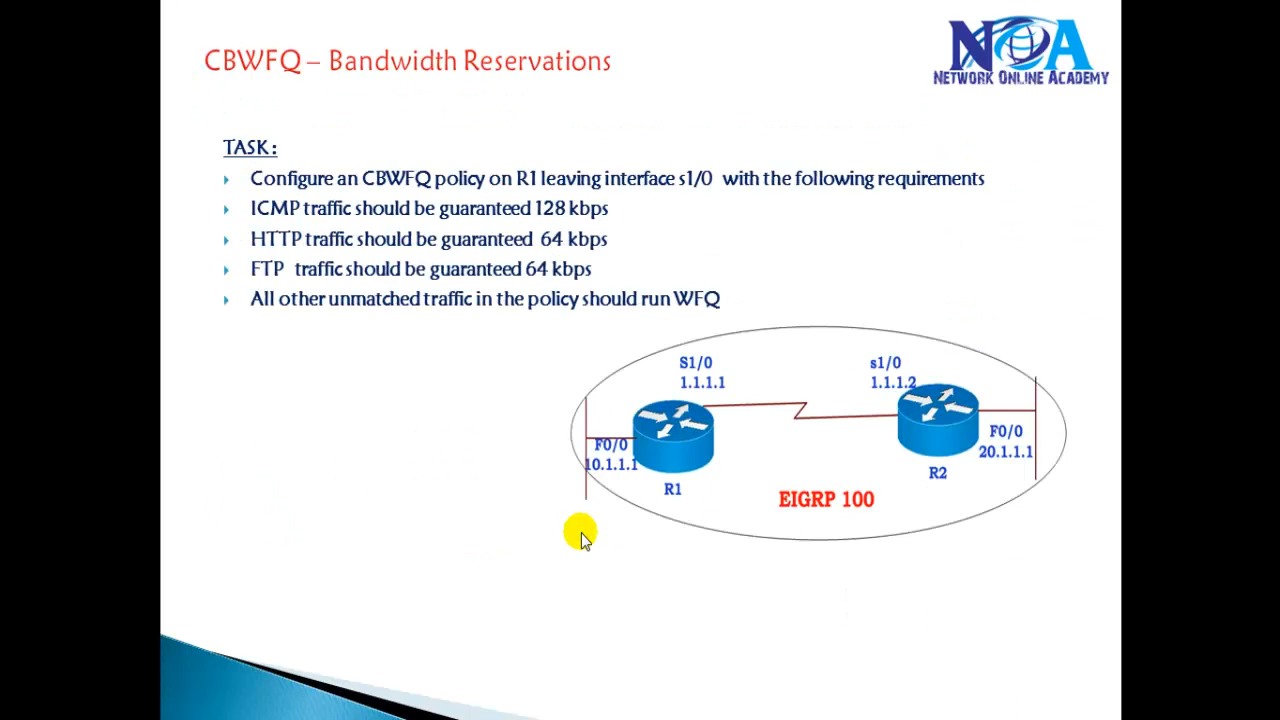 CBWFQ – Bandwidth Reservations
NOA
NETWORK ONLINE ACADEMY
TASK :
Configure an CBWFQ policy on R1 leaving interface s1/0 with the following requirements
ICMP traffic should be guaranteed 128 kbps
HTTP traffic should be guaranteed 64 kbps
FTP traffic should be guaranteed 64 kbps
All other unmatched traffic in the policy should run WFQ
S1/0
1.1.1.1
s1/0
1.1.1.2
F0/0
10.1.1.1
F0/0
20.1.1.1
R1
R2
EIGRP 100